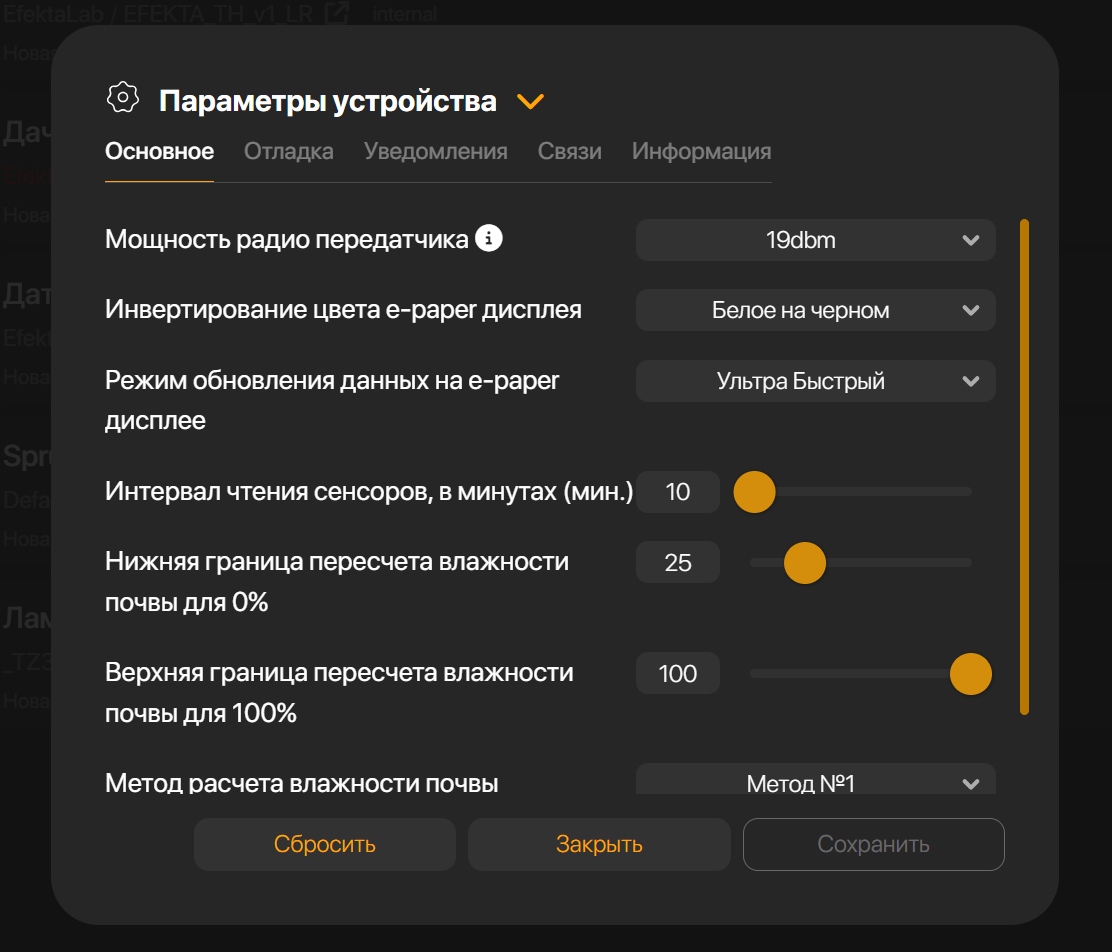 EfektaLab / EFEKTA_TH_v1_LR internal
Параметры устройства
Основное Отладка Уведомления Связи Информация
Мощность радио передатчика 19dbm
Инвертирование цвета e-paper дисплея Белое на черном
Режим обновления данных на e-paper Ультра Быстрый
дисплее
Интервал чтения сенсоров, в минутах (мин.) 10
Нижняя граница пересчета влажности 25
почвы для 0%
Верхняя граница пересчета влажности 100
почвы для 100%
Метод расчета влажности почвы Метод №1
Сбросить Закрыть Сохранить